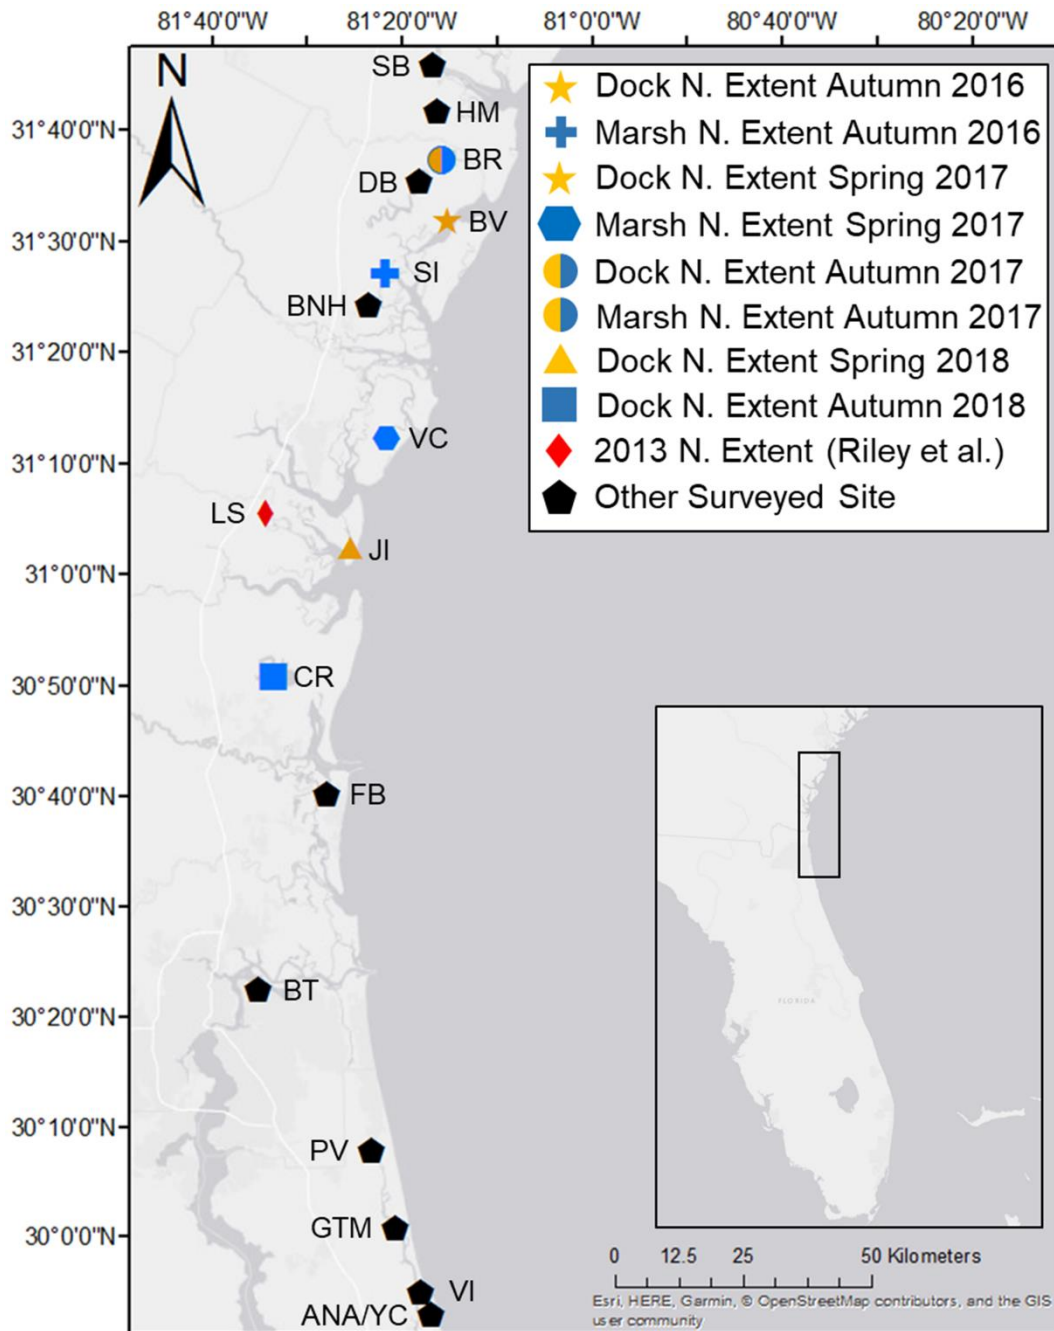 81°40'0"W 81°20'0"W 81°0'0"W 80°40'0"W 80°20'0"W
N
31°40'0"N
31°30'0"N
31°20'0"N
31°10'0"N
31°0'0"N
30°50'0"N
30°40'0"N
30°30'0"N
30°20'0"N
30°10'0"N
30°0'0"N
SB
HM
BR
DB
BV
SI
BNH
VC
LS
JI
CR
FB
BT
PV
GTM
VI
ANA/YC
Dock N. Extent Autumn 2016
Marsh N. Extent Autumn 2016
Dock N. Extent Spring 2017
Marsh N. Extent Spring 2017
Dock N. Extent Autumn 2017
Marsh N. Extent Autumn 2017
Dock N. Extent Spring 2018
Dock N. Extent Autumn 2018
2013 N. Extent (Riley et al.)
Other Surveyed Site
FLORIDA
0 12.5 25 50 Kilometers
Esri, HERE, Garmin, © OpenStreetMap contributors, and the GIS
user community